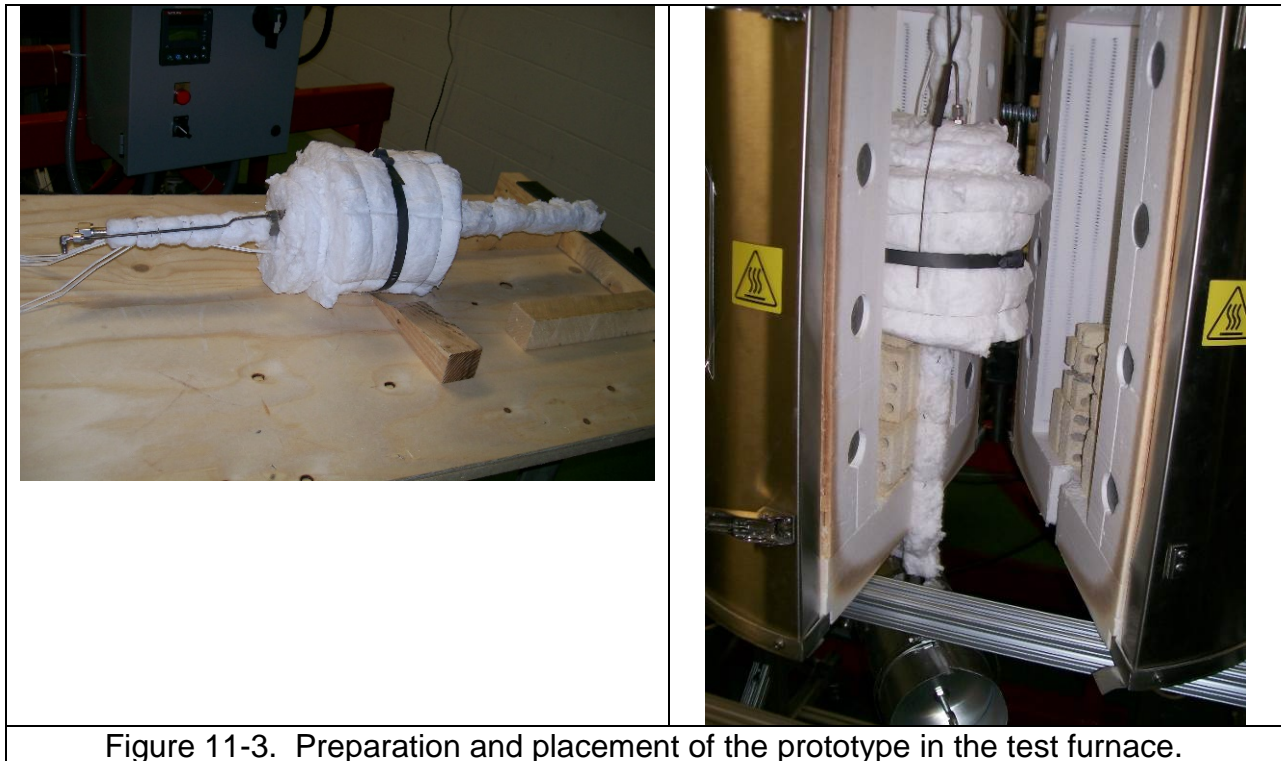 Figure 11-3. Preparation and placement of the prototype in the test furnace.